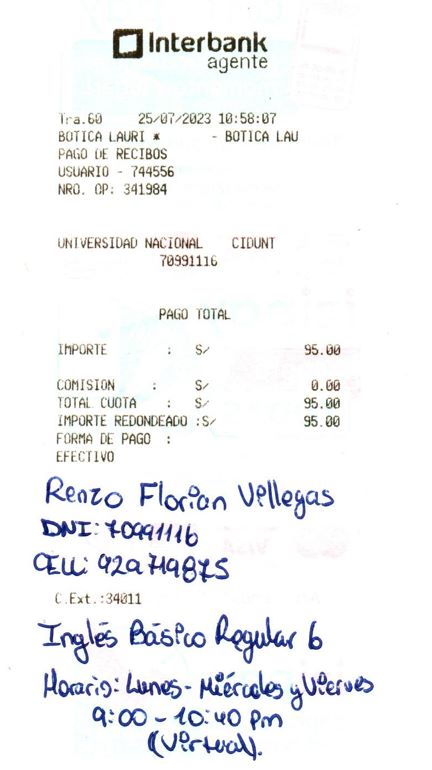 Interbank
agente
Tra.60 25/07/2023 10:58:07
BOTICA LAURI * - BOTICA LAU
PAGO DE RECIBOS
USUARIO - 744556
NRO. OP: 341984
UNIVERSIDAD NACIONAL CIDUNT
70991116
PAGO TOTAL
IMPORTE : S/ 95.00
COMISION : S/ 0.00
TOTAL CUOTA : S/ 95.00
IMPORTE REDONDEADO :S/ 95.00
FORMA DE PAGO :
EFECTIVO
Renzo Florian Villegas
DNI: 70991116
CELL: 929719875
C.Ext.:34011
Inglés Básico Regular 6
Horario: Lunes - Miércoles y Viernes
9:00 - 10:40 pm
(Virtual).